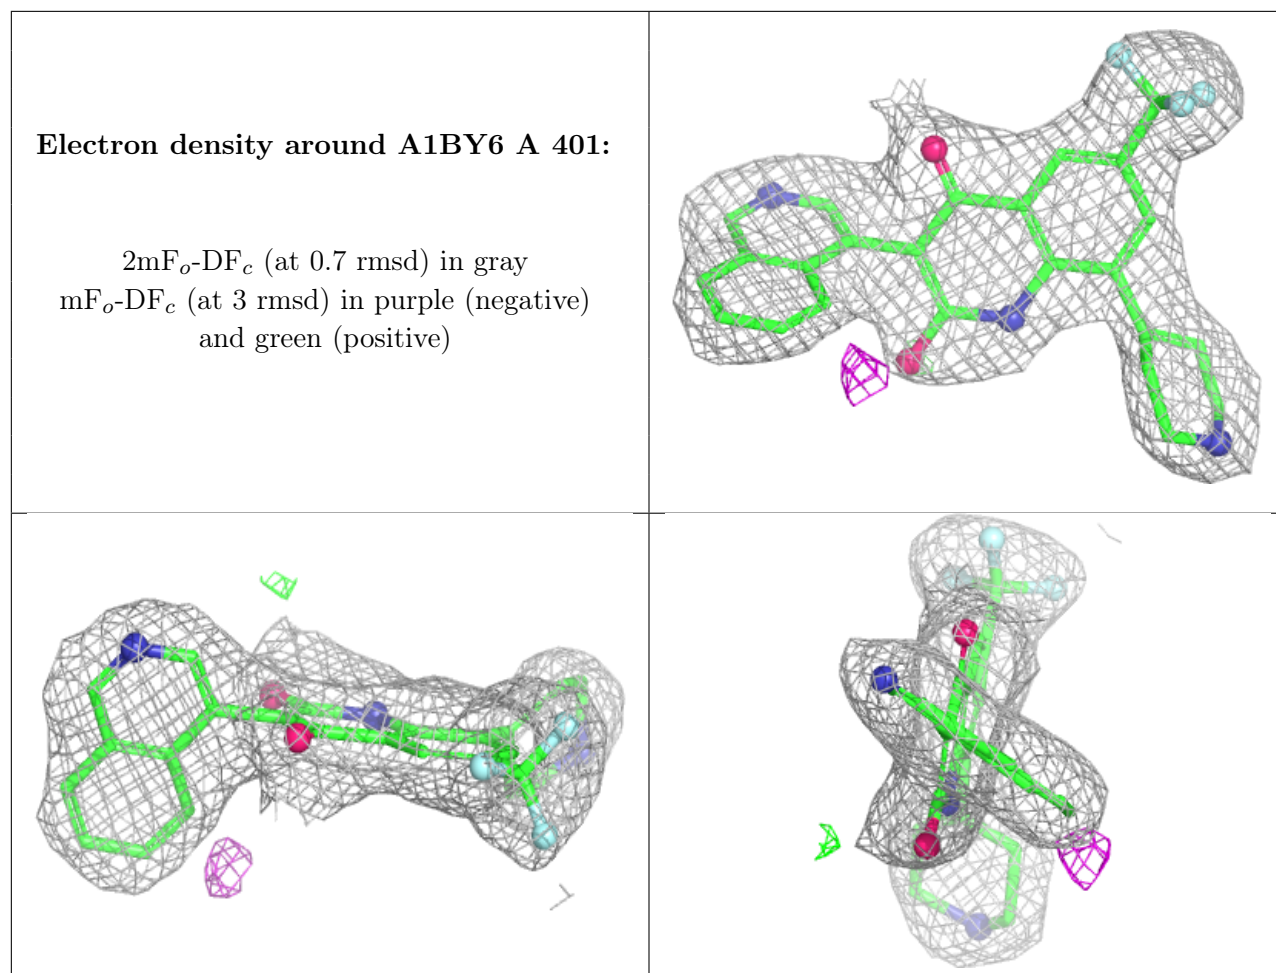 Electron density around A1BY6 A 401:
2mFo-DFc (at 0.7 rmsd) in gray
mFo-DFc (at 3 rmsd) in purple (negative)
and green (positive)